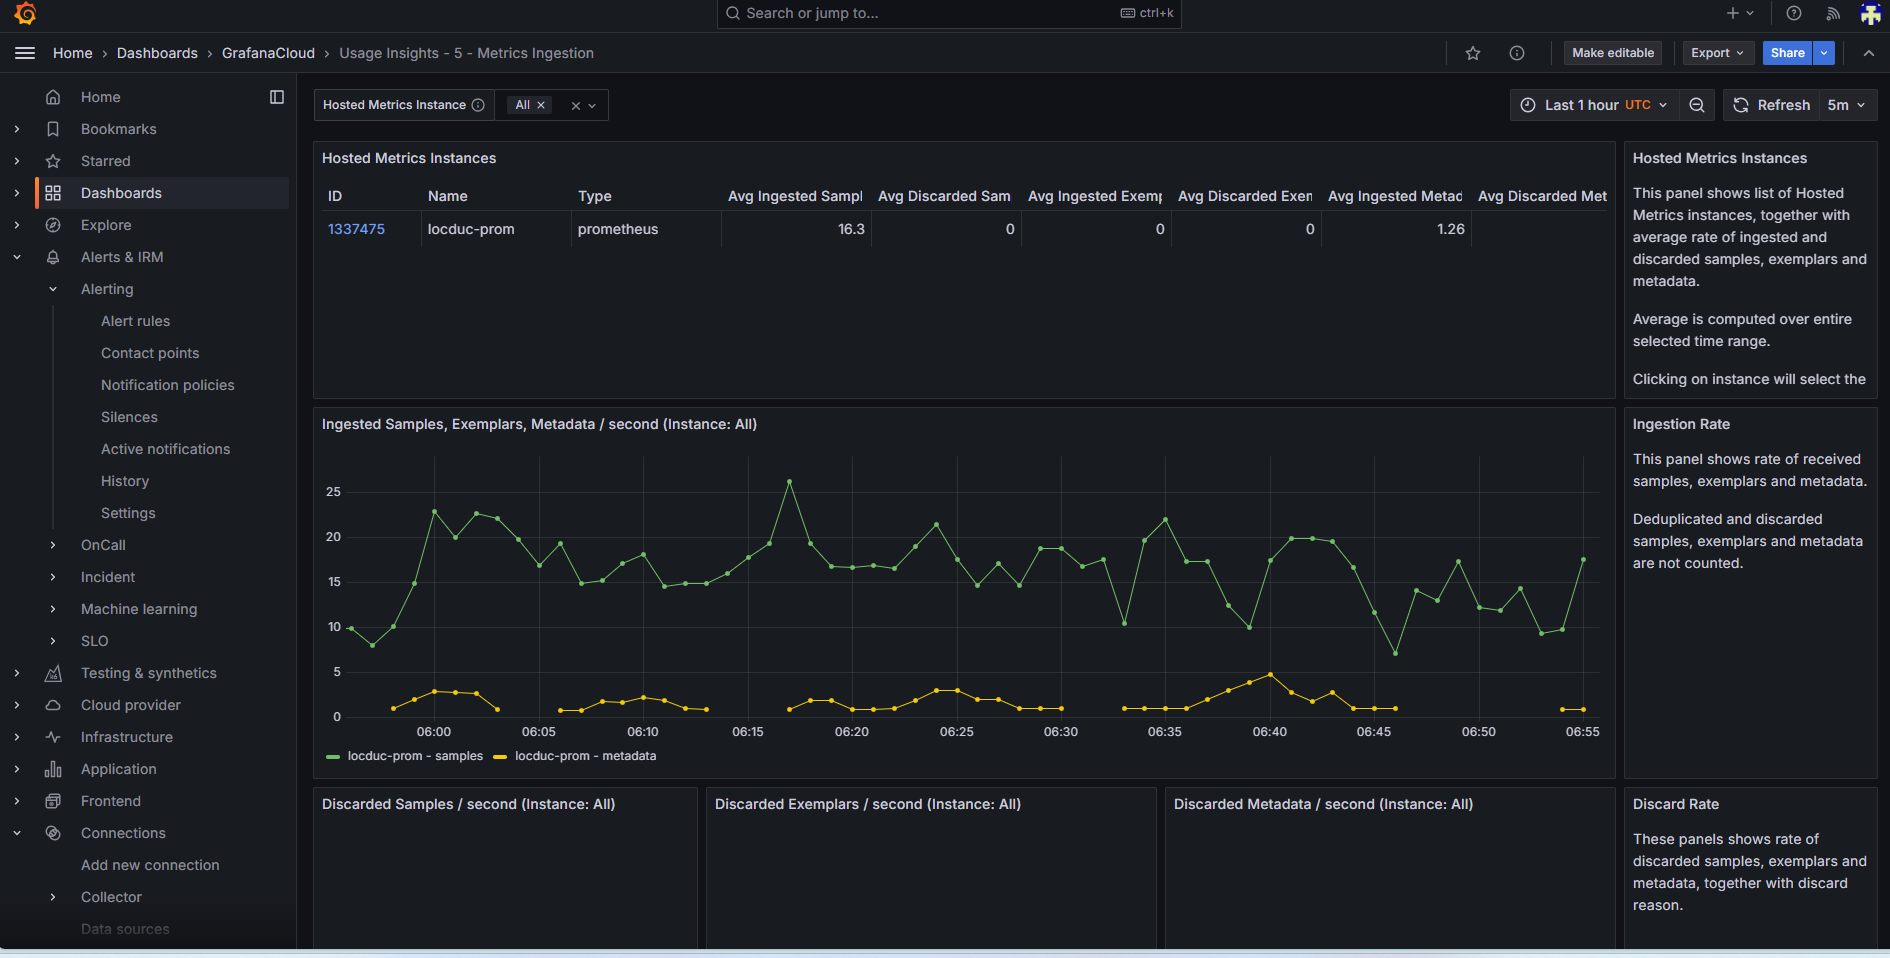 Search or jump to...
ctrl+k
Home › Dashboards › GrafanaCloud › Usage Insights - 5 - Metrics Ingestion
Make editable
Export
Share
Home
Bookmarks
Starred
Dashboards
Explore
Alerts & IRM
Alerting
Alert rules
Contact points
Notification policies
Silences
Active notifications
History
Settings
OnCall
Incident
Machine learning
SLO
Testing & synthetics
Cloud provider
Infrastructure
Application
Frontend
Connections
Add new connection
Collector
Data sources
Hosted Metrics Instance
All
Last 1 hour UTC
Refresh
5m
Hosted Metrics Instances
ID Name Type Avg Ingested Sampl Avg Discarded Sam Avg Ingested Exemp Avg Discarded Exen Avg Ingested Metad Avg Discarded Met
1337475 locduc-prom prometheus 16.3 0 0 0 1.26
Hosted Metrics Instances
This panel shows list of Hosted
Metrics instances, together with
average rate of ingested and
discarded samples, exemplars and
metadata.
Average is computed over entire
selected time range.
Clicking on instance will select the
Ingested Samples, Exemplars, Metadata / second (Instance: All)
25
20
15
10
5
0
06:00 06:05 06:10 06:15 06:20 06:25 06:30 06:35 06:40 06:45 06:50 06:55
locduc-prom - samples locduc-prom - metadata
Ingestion Rate
This panel shows rate of received
samples, exemplars and metadata.
Deduplicated and discarded
samples, exemplars and metadata
are not counted.
Discarded Samples / second (Instance: All)
Discarded Exemplars / second (Instance: All)
Discarded Metadata / second (Instance: All)
Discard Rate
These panels shows rate of
discarded samples, exemplars and
metadata, together with discard
reason.